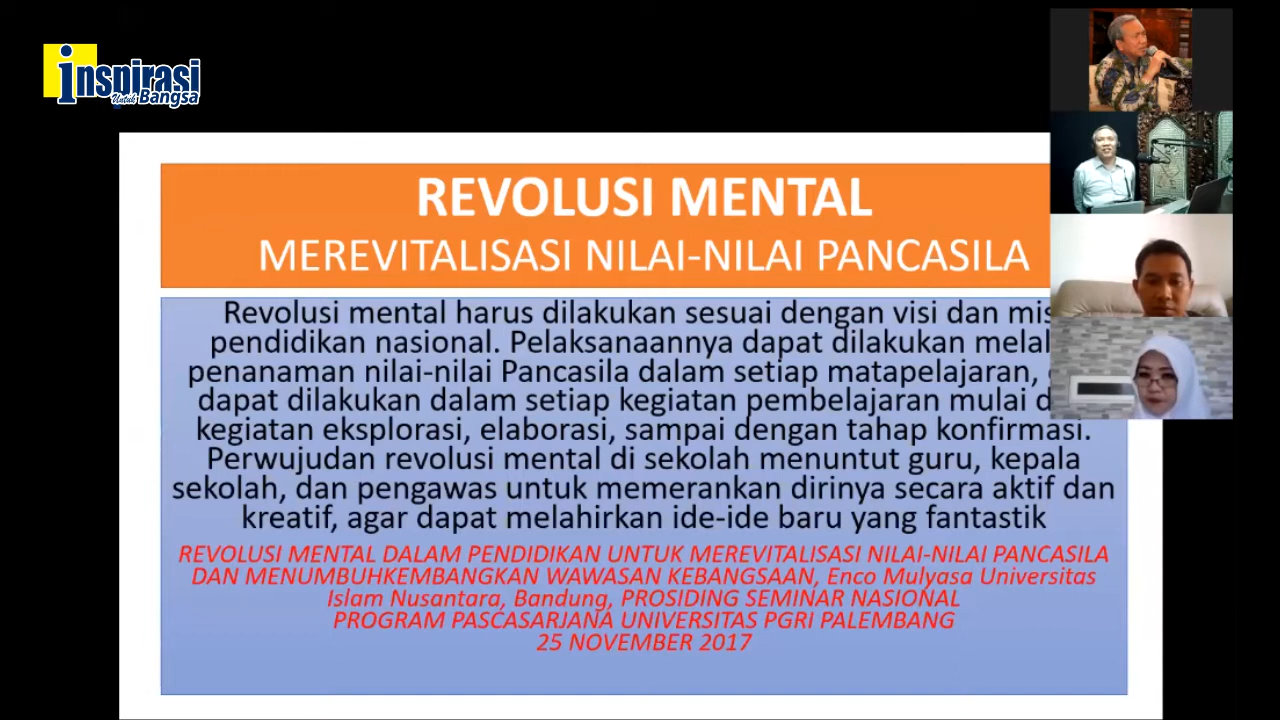 inspirasi
Untuk Bangsa
REVOLUSI MENTAL
MEREVITALISASI NILAI-NILAI PANCASILA
Revolusi mental harus dilakukan sesuai dengan visi dan
pendidikan nasional. Pelaksanaannya dapat dilakukan
penanaman nilai-nilai Pancasila dalam setiap matapelajaran,
dapat dilakukan dalam setiap kegiatan pembelajaran mulai
kegiatan eksplorasi, elaborasi, sampai dengan tahap konfirmasi.
Perwujudan revolusi mental di sekolah menuntut guru, kepala
sekolah, dan pengawas untuk memerankan dirinya secara aktif dan
kreatif, agar dapat melahirkan ide-ide baru yang fantastik
REVOLUSI MENTAL DALAM PENDIDIKAN UNTUK MEREVITALISASI NILAI-NILAI PANCASILA
DAN MENUMBUHKEMBANGKAN WAWASAN KEBANGSAAN, Enco Mulyasa Universitas
Islam Nusantara, Bandung, PROSIDING SEMINAR NASIONAL
PROGRAM PASCASARJANA UNIVERSITAS PGRI PALEMBANG
25 NOVEMBER 2017